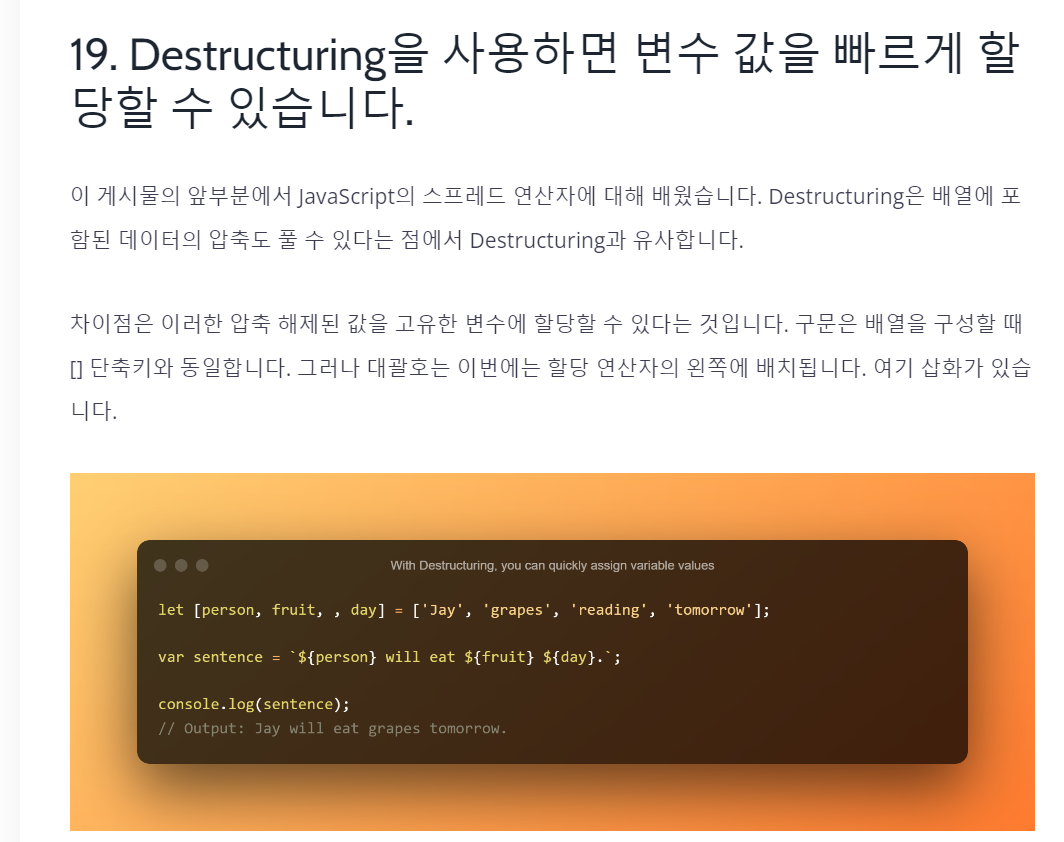 19. Destructuring을 사용하면 변수 값을 빠르게 할
당할 수 있습니다.
이 게시물의 앞부분에서 JavaScript의 스프레드 연산자에 대해 배웠습니다. Destructuring은 배열에 포
함된 데이터의 압축도 풀 수 있다는 점에서 Destructuring과 유사합니다.
차이점은 이러한 압축 해제된 값을 고유한 변수에 할당할 수 있다는 것입니다. 구문은 배열을 구성할 때
[] 단축키와 동일합니다. 그러나 대괄호는 이번에는 할당 연산자의 왼쪽에 배치됩니다. 여기 삽화가 있습
니다.
With Destructuring, you can quickly assign variable values
let [person, fruit, , day] = ['Jay', 'grapes', 'reading', 'tomorrow'];
var sentence = `${person} will eat ${fruit} ${day}.`;
console.log(sentence);
// Output: Jay will eat grapes tomorrow.